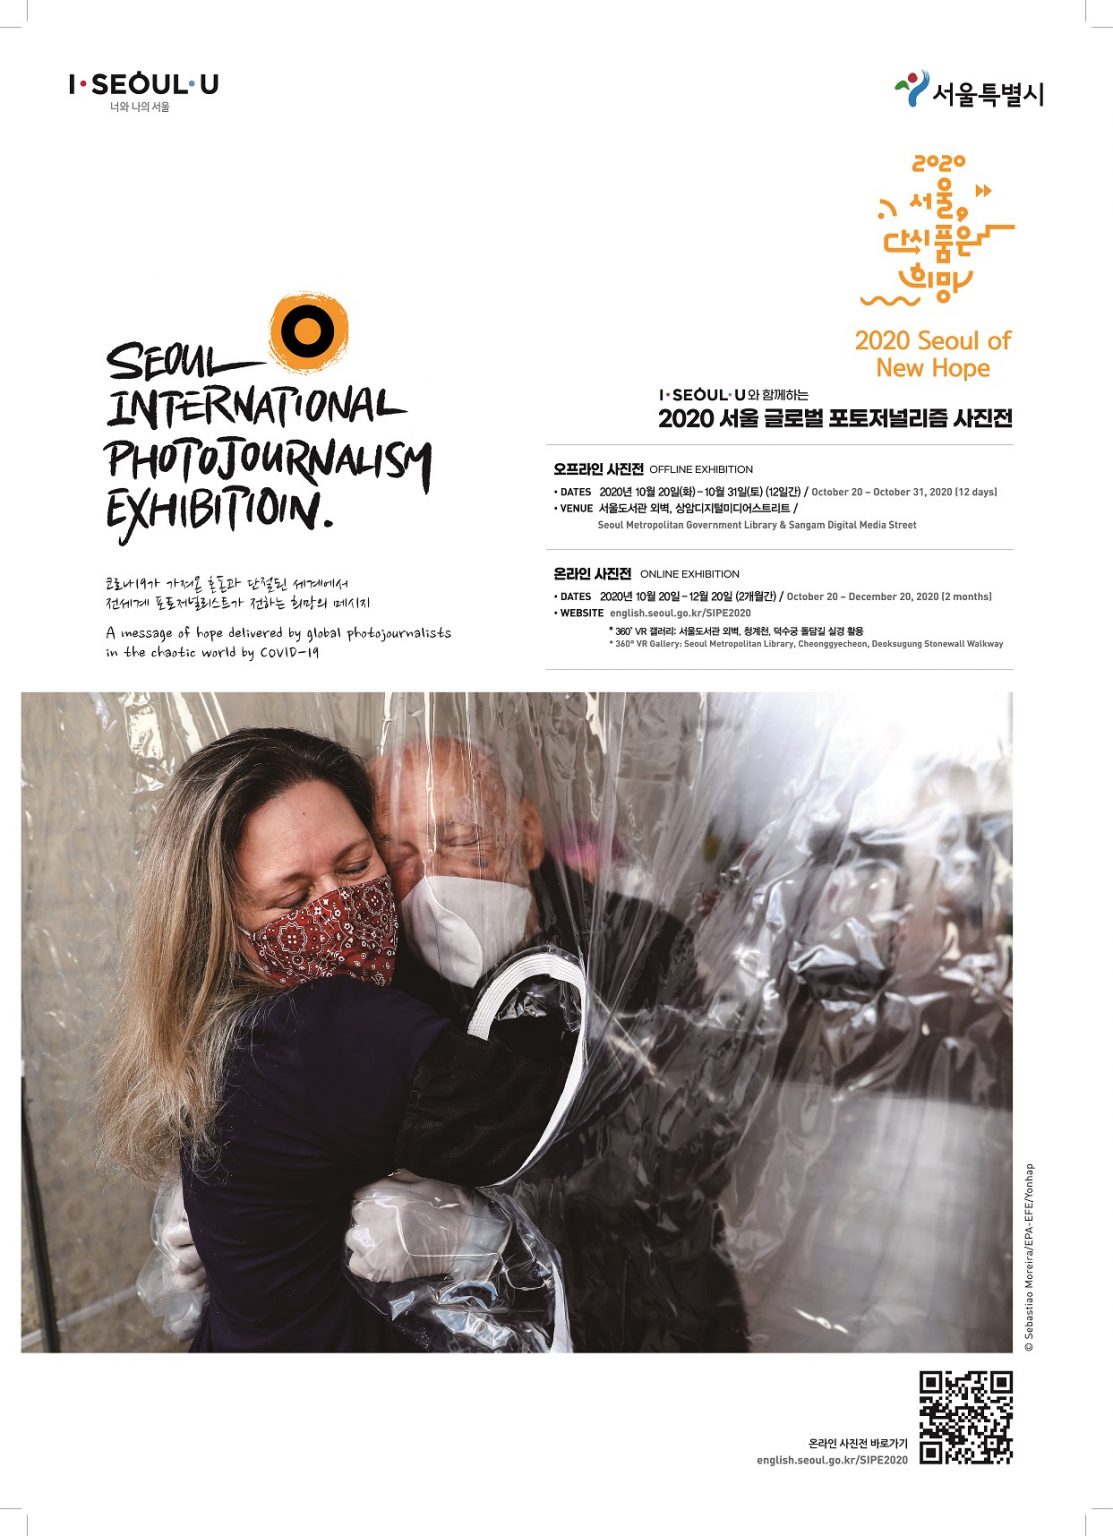 I·SEOUL·U
너와 나의 서울
서울특별시
2020
서울,
다시 품은
희망
2020 Seoul of
New Hope
SEOUL
INTERNATIONAL
PHOTOJOURNALISM
EXHIBITIOIN.
코로나19가 가져온 혼돈과 단절된 세계에서
전세계 포토저널리스트가 전하는 희망의 메시지
A message of hope delivered by global photojournalists
in the chaotic world by COVID-19
I·SEOUL·U와 함께하는
2020 서울 글로벌 포토저널리즘 사진전
오프라인 사진전 OFFLINE EXHIBITION
• DATES 2020년 10월 20일(화) – 10월 31일(토) (12일간) / October 20 – October 31, 2020 (12 days)
• VENUE 서울도서관 외벽, 상암디지털미디어스트리트 /
Seoul Metropolitan Government Library & Sangam Digital Media Street
온라인 사진전 ONLINE EXHIBITION
• DATES 2020년 10월 20일 – 12월 20일 (2개월간) / October 20 – December 20, 2020 (2 months)
• WEBSITE english.seoul.go.kr/SIPE2020
* 360° VR 갤러리: 서울도서관 외벽, 청계천, 덕수궁 돌담길 실경 활용
* 360° VR Gallery: Seoul Metropolitan Library, Cheonggyecheon, Deoksugung Stonewall Walkway
© Sebastiao Moreira/EPA-EFE/Yonhap
온라인 사진전 바로가기
english.seoul.go.kr/SIPE2020